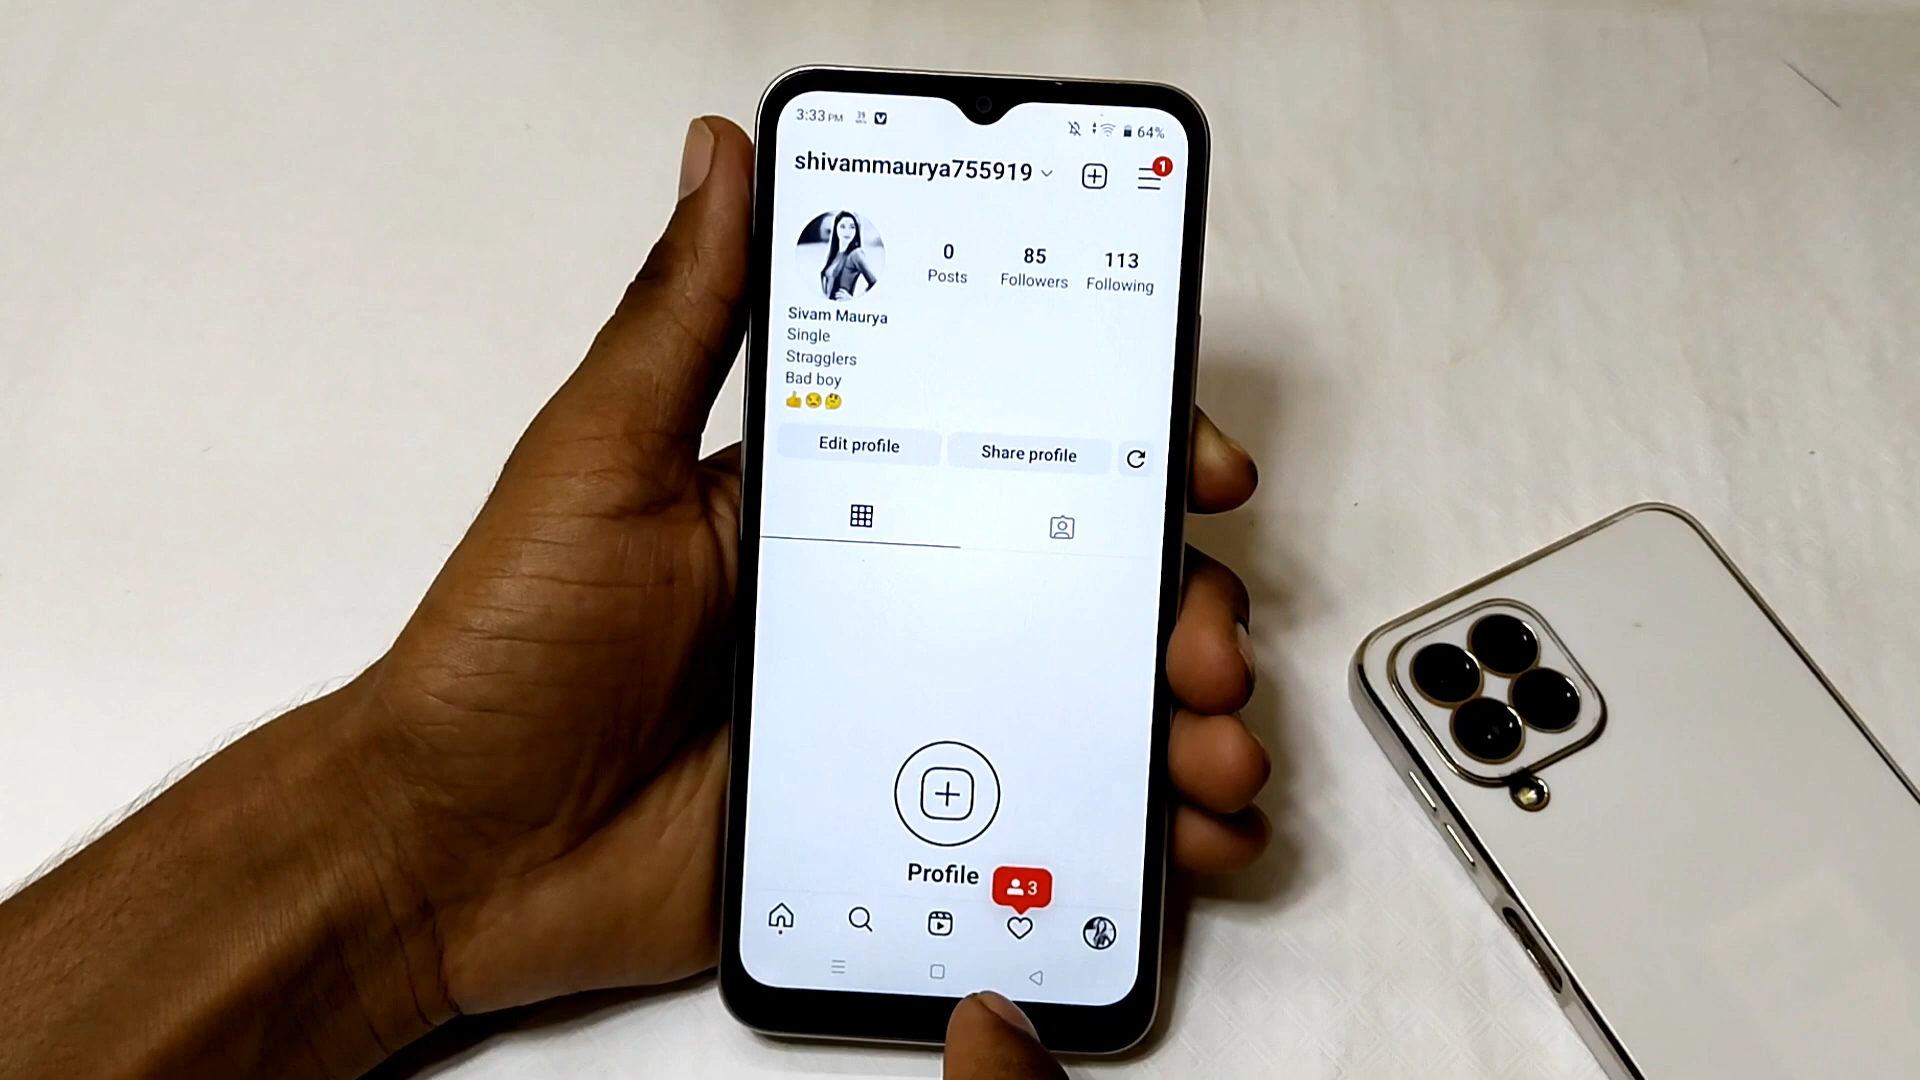 3:33 PM 64%
shivammaurya755919
1
0 85 113
Posts Followers Following
Sivam Maurya
Single
Stragglers
Bad boy
👍😣🤔
Edit profile Share profile
Profile
3